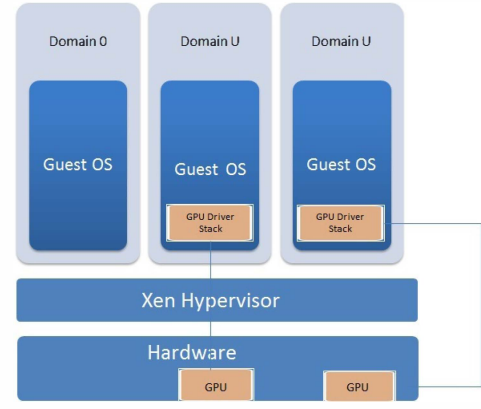 Domain 0
Domain U
Domain U
Guest OS
Guest OS
Guest OS
GPU Driver
Stack
GPU Driver
Stack
Xen Hypervisor
Hardware
GPU
GPU